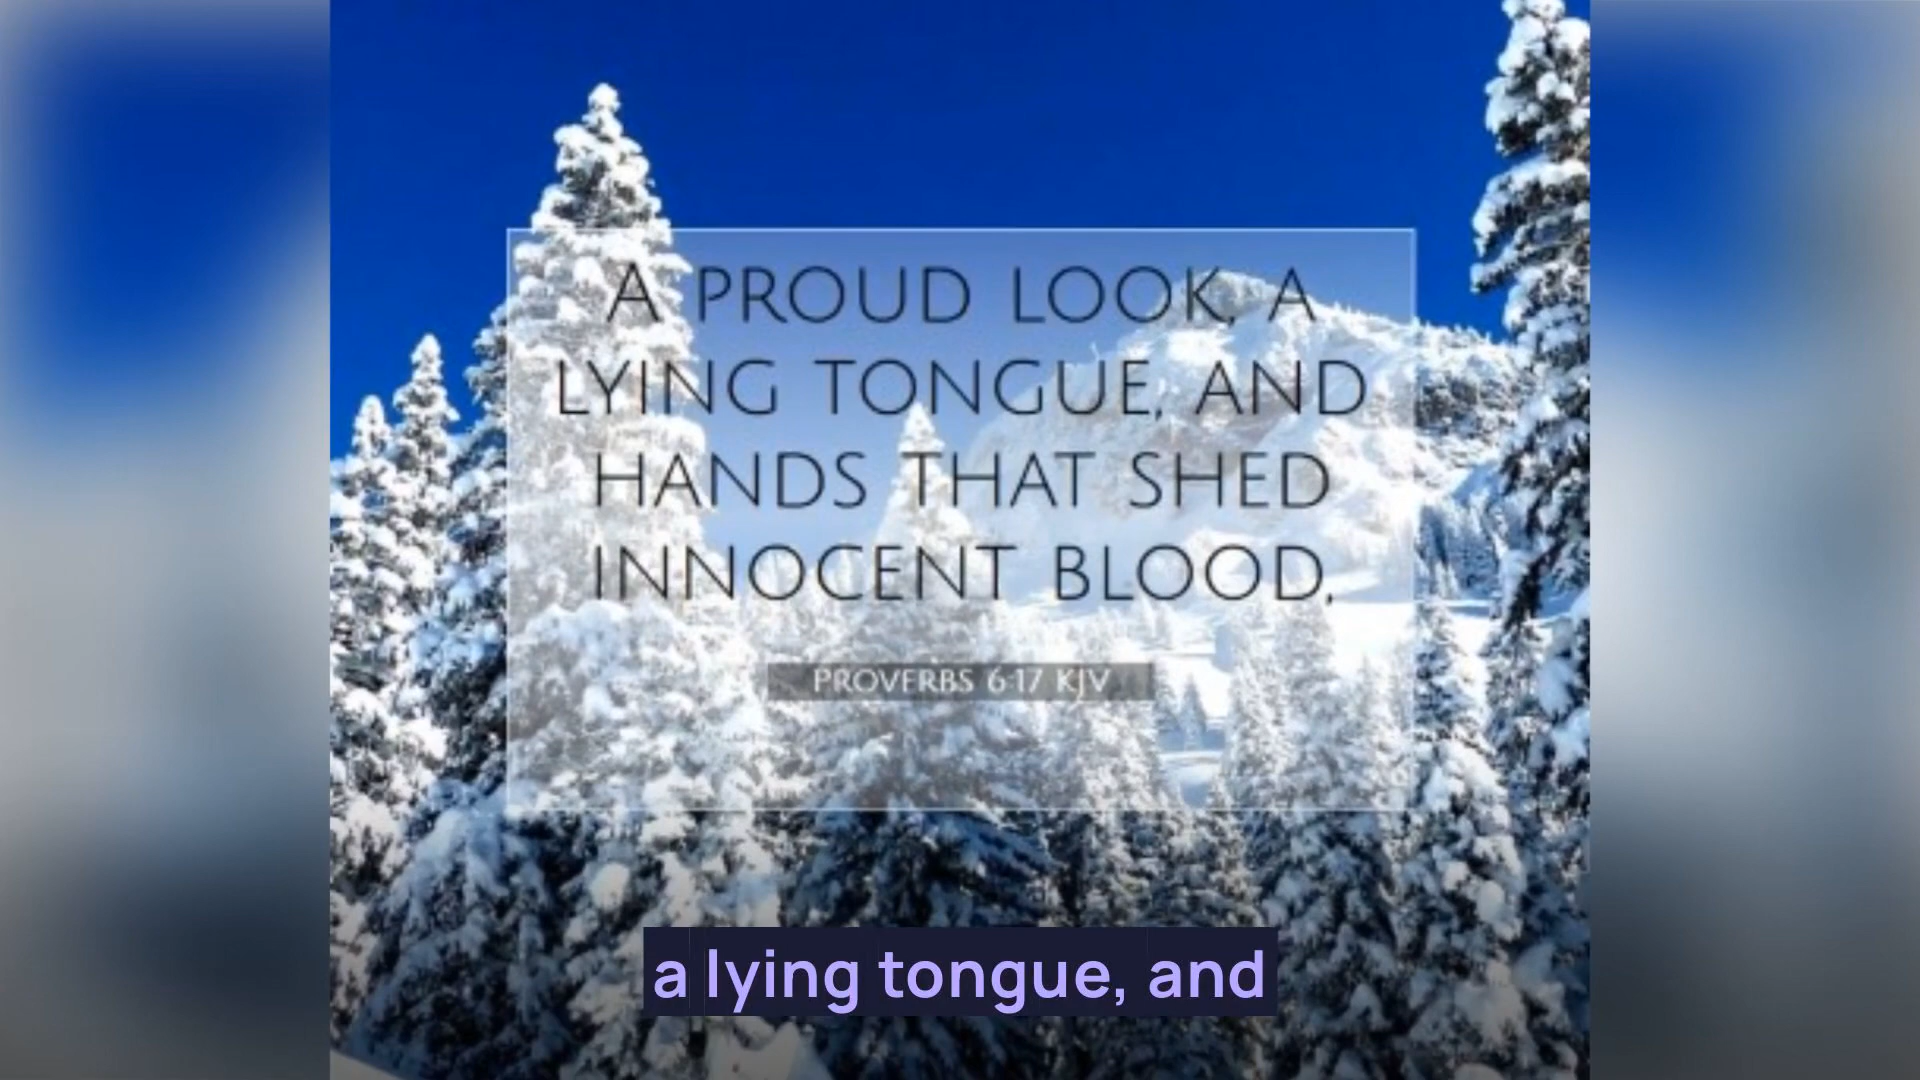 A PROUD LOOK, A
LYING TONGUE, AND
HANDS THAT SHED
INNOCENT BLOOD,
PROVERBS 6:17 KJV
a lying tongue, and